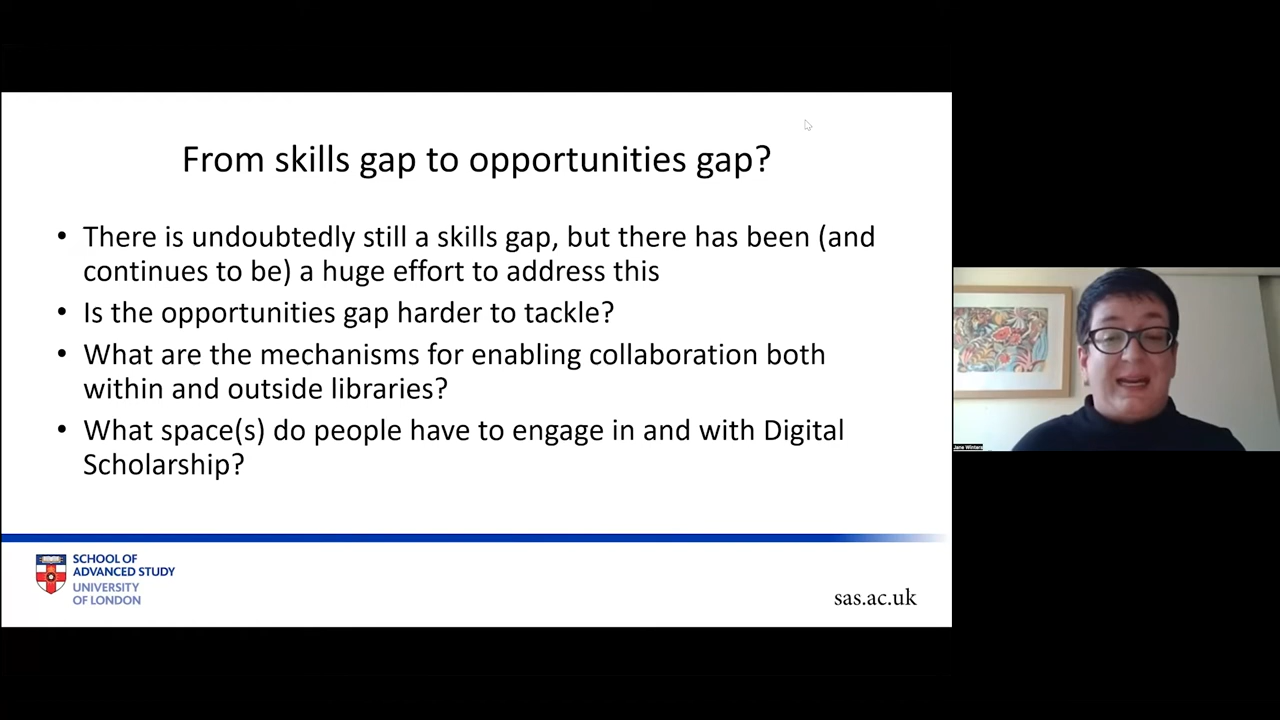 From skills gap to opportunities gap?
• There is undoubtedly still a skills gap, but there has been (and
continues to be) a huge effort to address this
• Is the opportunities gap harder to tackle?
• What are the mechanisms for enabling collaboration both
within and outside libraries?
• What space(s) do people have to engage in and with Digital
Scholarship?
SCHOOL OF
ADVANCED STUDY
UNIVERSITY
OF LONDON
sas.ac.uk
Jane Winters